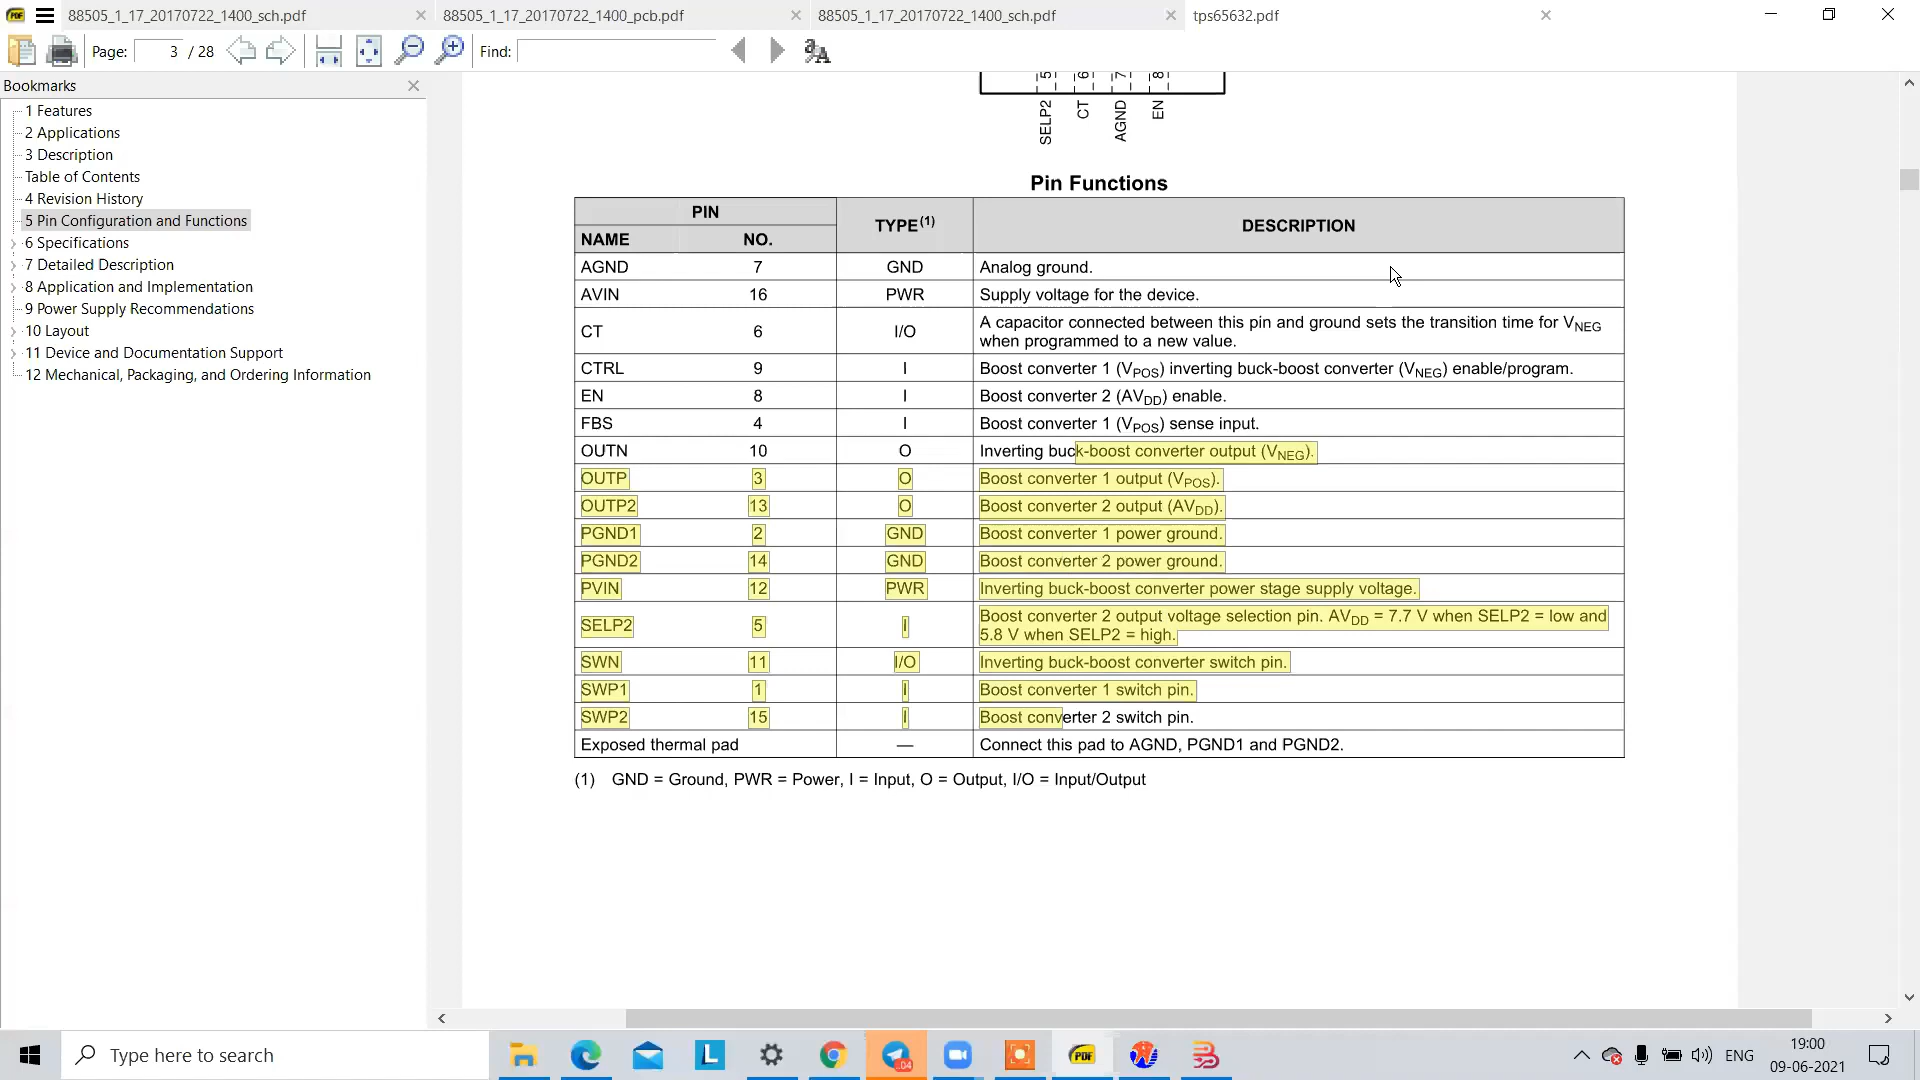 88505_1_17_20170722_1400_sch.pdf
88505_1_17_20170722_1400_pcb.pdf
88505_1_17_20170722_1400_sch.pdf
tps65632.pdf
Page: 3 / 28
Find:
Bookmarks
1 Features
2 Applications
3 Description
Table of Contents
4 Revision History
5 Pin Configuration and Functions
6 Specifications
7 Detailed Description
8 Application and Implementation
9 Power Supply Recommendations
10 Layout
11 Device and Documentation Support
12 Mechanical, Packaging, and Ordering Information
5 6 7 8
SELP2 CT AGND EN
Pin Functions
PIN TYPE(1) DESCRIPTION
NAME NO.
AGND 7 GND Analog ground.
AVIN 16 PWR Supply voltage for the device.
CT 6 I/O A capacitor connected between this pin and ground sets the transition time for VNEG
when programmed to a new value.
CTRL 9 I Boost converter 1 (VPOS) inverting buck-boost converter (VNEG) enable/program.
EN 8 I Boost converter 2 (AVDD) enable.
FBS 4 I Boost converter 1 (VPOS) sense input.
OUTN 10 O Inverting buck-boost converter output (VNEG).
OUTP 3 O Boost converter 1 output (VPOS).
OUTP2 13 O Boost converter 2 output (AVDD).
PGND1 2 GND Boost converter 1 power ground.
PGND2 14 GND Boost converter 2 power ground.
PVIN 12 PWR Inverting buck-boost converter power stage supply voltage.
SELP2 5 I Boost converter 2 output voltage selection pin. AVDD = 7.7 V when SELP2 = low and
5.8 V when SELP2 = high.
SWN 11 I/O Inverting buck-boost converter switch pin.
SWP1 1 I Boost converter 1 switch pin.
SWP2 15 I Boost converter 2 switch pin.
Exposed thermal pad — Connect this pad to AGND, PGND1 and PGND2.
(1) GND = Ground, PWR = Power, I = Input, O = Output, I/O = Input/Output
Type here to search
L
.04
PDF
ENG
19:00
09-06-2021